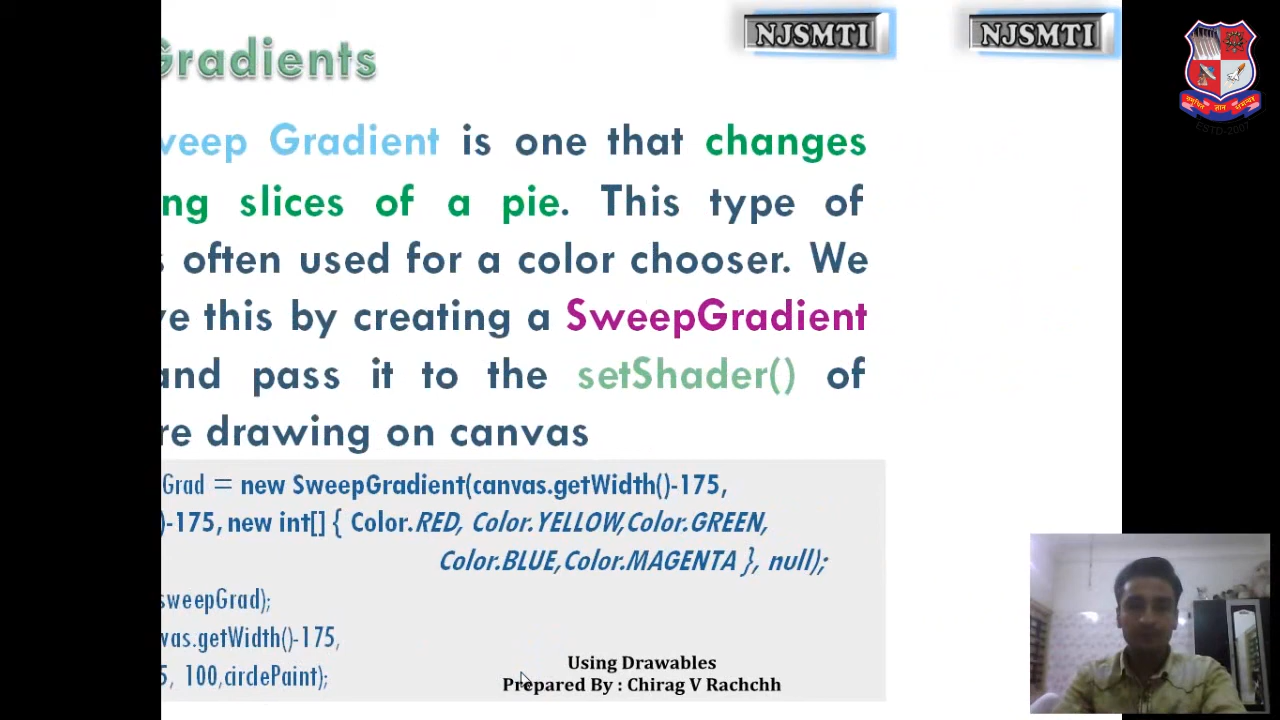 Gradients
NJSMTI
NJSMTI
ESTD-2007
veep Gradient is one that changes
ng slices of a pie. This type of
s often used for a color chooser. We
ve this by creating a SweepGradient
and pass it to the setShader() of
re drawing on canvas
Grad = new SweepGradient(canvas.getWidth()-175,
)-175, new int[] { Color.RED, Color.YELLOW,Color.GREEN,
Color.BLUE,Color.MAGENTA }, null);
sweepGrad);
vas.getWidth()-175,
5, 100,circlePaint);
Using Drawables
Prepared By : Chirag V Rachchh